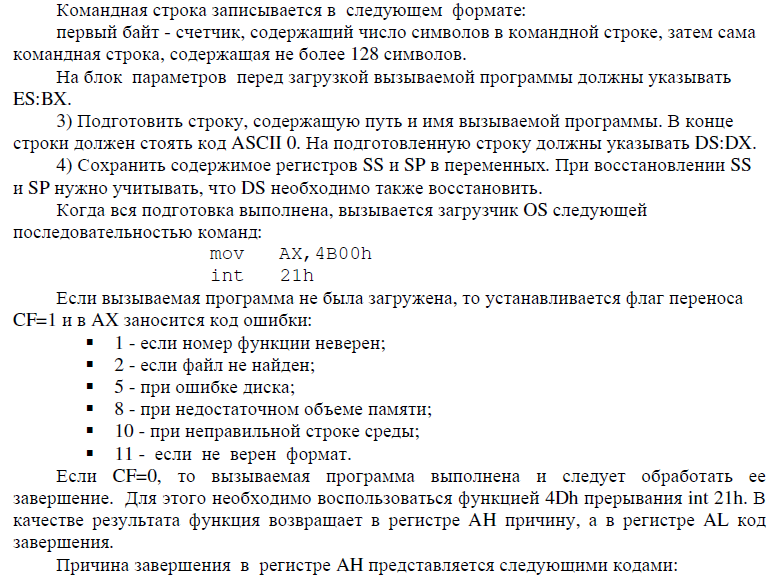 Командная строка записывается в следующем формате:
первый байт - счетчик, содержащий число символов в командной строке, затем сама
командная строка, содержащая не более 128 символов.
На блок параметров перед загрузкой вызываемой программы должны указывать
ES:BX.
3) Подготовить строку, содержащую путь и имя вызываемой программы. В конце
строки должен стоять код ASCII 0. На подготовленную строку должны указывать DS:DX.
4) Сохранить содержимое регистров SS и SP в переменных. При восстановлении SS
и SP нужно учитывать, что DS необходимо также восстановить.
Когда вся подготовка выполнена, вызывается загрузчик OS следующей
последовательностью команд:
mov AX,4B00h
int 21h
Если вызываемая программа не была загружена, то устанавливается флаг переноса
CF=1 и в AX заносится код ошибки:
▪ 1 - если номер функции неверен;
▪ 2 - если файл не найден;
▪ 5 - при ошибке диска;
▪ 8 - при недостаточном объеме памяти;
▪ 10 - при неправильной строке среды;
▪ 11 - если не верен формат.
Если CF=0, то вызываемая программа выполнена и следует обработать ее
завершение. Для этого необходимо воспользоваться функцией 4Dh прерывания int 21h. В
качестве результата функция возвращает в регистре AH причину, а в регистре AL код
завершения.
Причина завершения в регистре AH представляется следующими кодами: